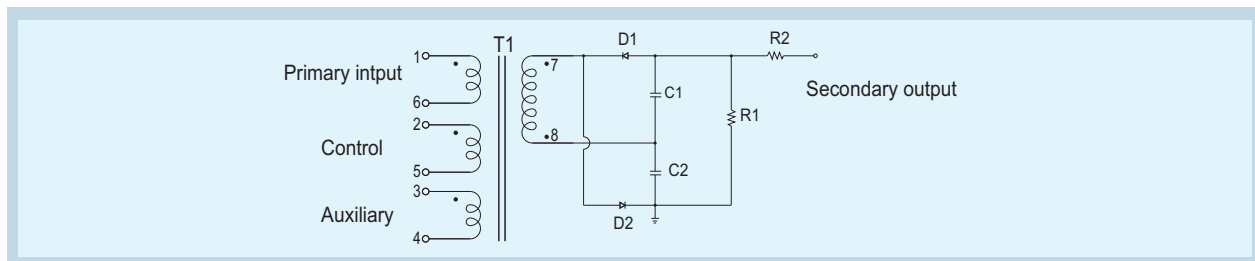 T1
D1
R2
1
7
Primary intput
Secondary output
C1
R1
6
2
8
Control
C2
5
3
Auxiliary
D2
4